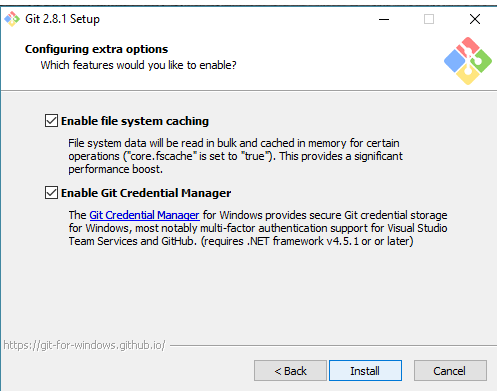 Git 2.8.1 Setup
Configuring extra options
Which features would you like to enable?
Enable file system caching
File system data will be read in bulk and cached in memory for certain
operations ("core.fscache" is set to "true"). This provides a significant
performance boost.
Enable Git Credential Manager
The Git Credential Manager for Windows provides secure Git credential storage
for Windows, most notably multi-factor authentication support for Visual Studio
Team Services and GitHub. (requires .NET framework v4.5.1 or or later)
https://git-for-windows.github.io/
< Back
Install
Cancel